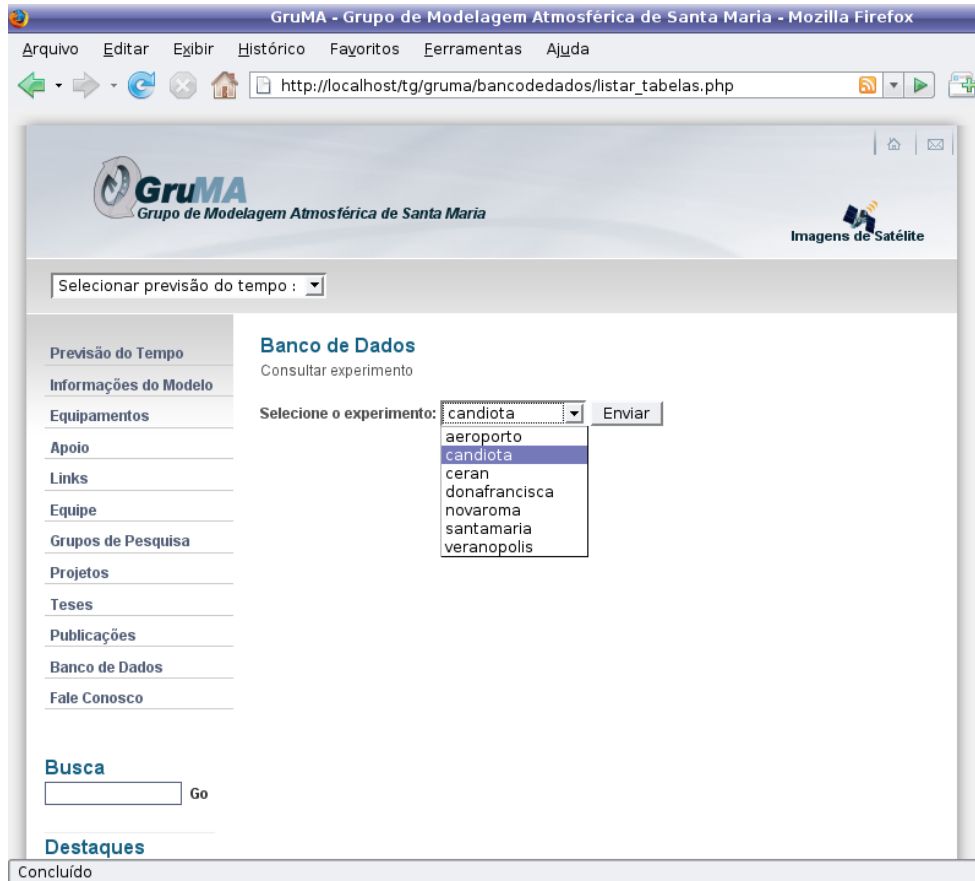 GruMA - Grupo de Modelagem Atmosférica de Santa Maria - Mozilla Firefox
Arquivo Editar Exibir Histórico Favoritos Ferramentas Ajuda
http://localhost/tg/gruma/bancodedados/listar_tabelas.php
GruMA
Grupo de Modelagem Atmosférica de Santa Maria
Imagens de Satélite
Selecionar previsão do tempo :
Previsão do Tempo
Informações do Modelo
Equipamentos
Apoio
Links
Equipe
Grupos de Pesquisa
Projetos
Teses
Publicações
Banco de Dados
Fale Conosco
Busca
Go
Destaques
Banco de Dados
Consultar experimento
Selecione o experimento: candiota Enviar
aeroporto
candiota
ceran
donafrancisca
novaroma
santamaria
veranopolis
Concluído